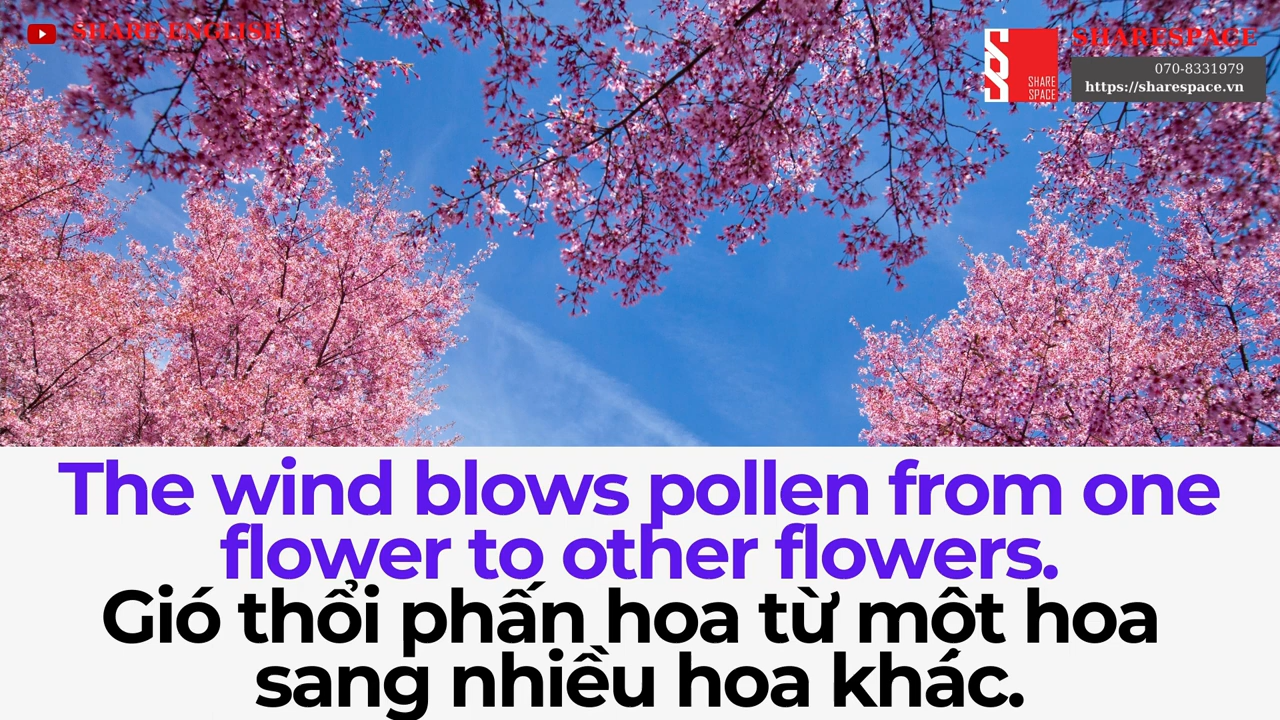 SHARE ENGLISH
SHARESPACE
070-8331979
https://sharespace.vn
SHARE
SPACE
The wind blows pollen from one
flower to other flowers.
Gió thổi phấn hoa từ một hoa
sang nhiều hoa khác.